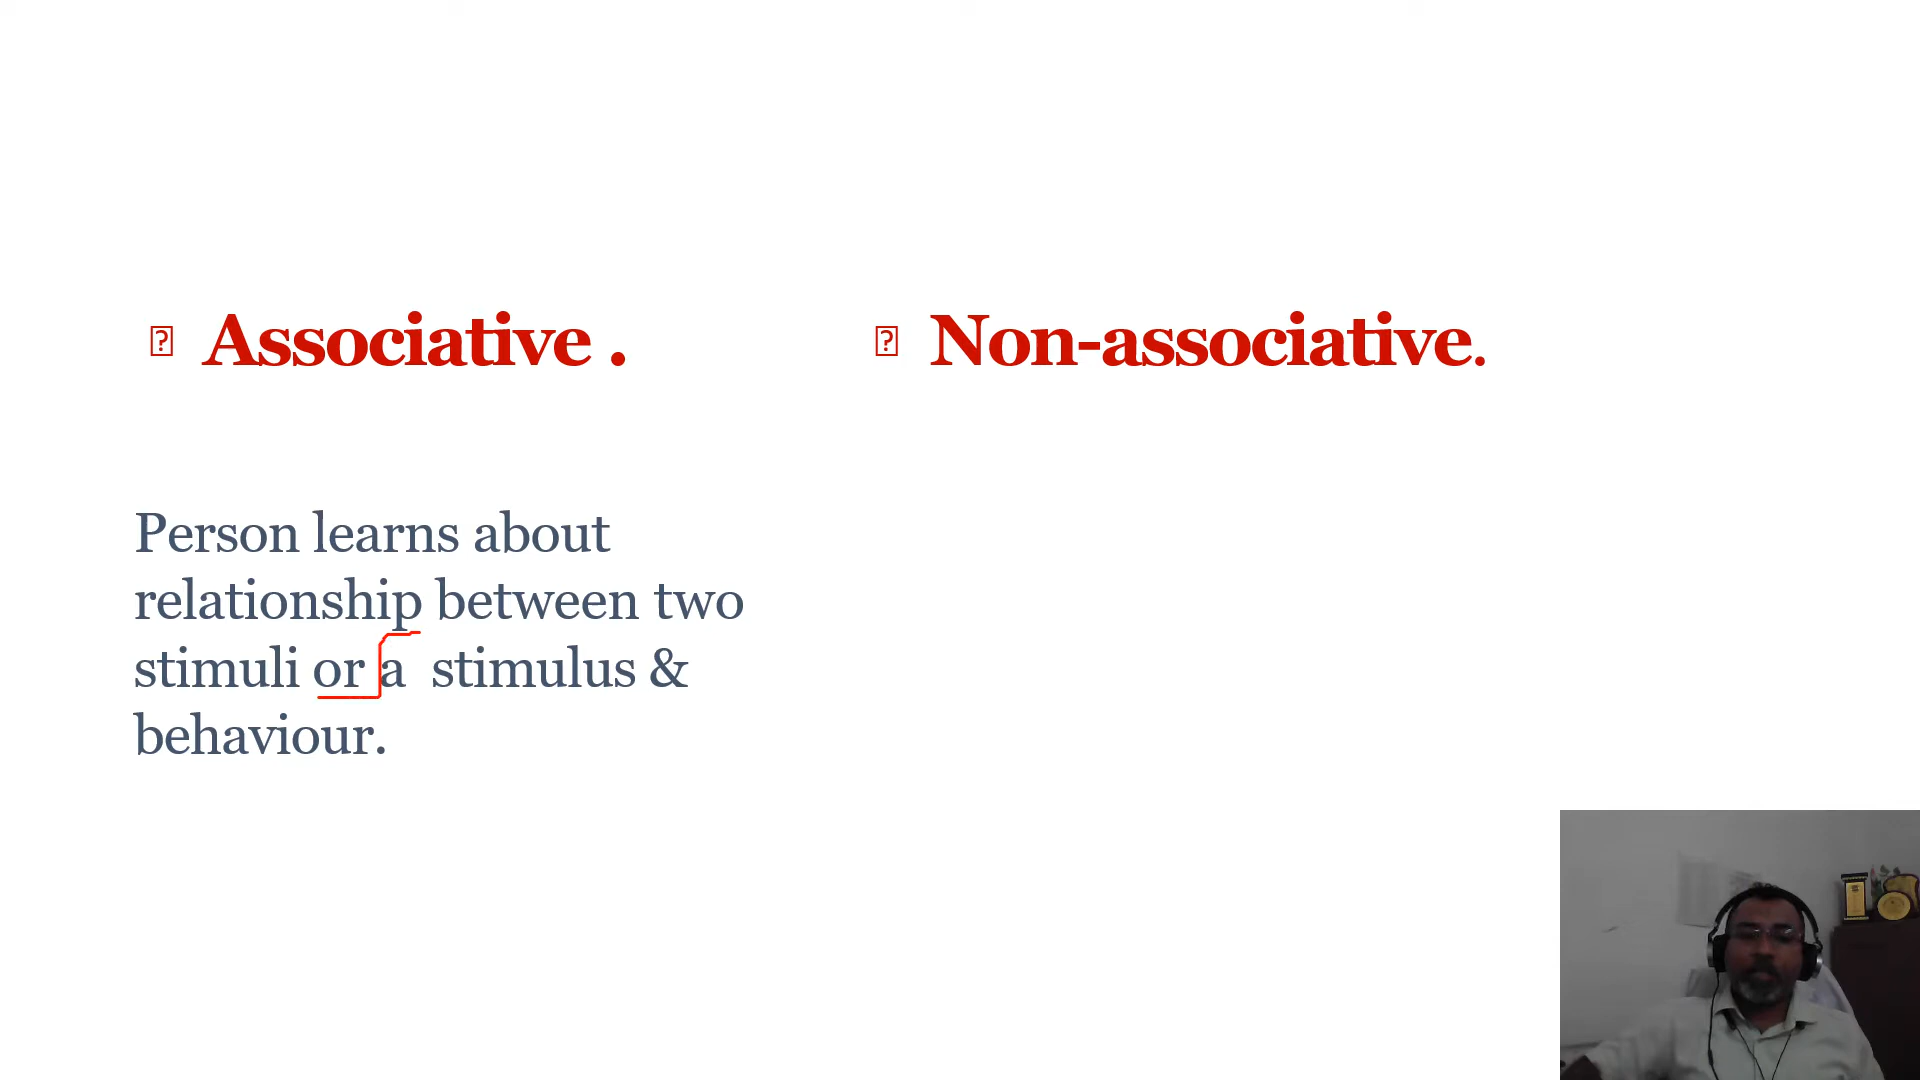 Associative .
Non-associative.
Person learns about
relationship between two
stimuli or a stimulus &
behaviour.